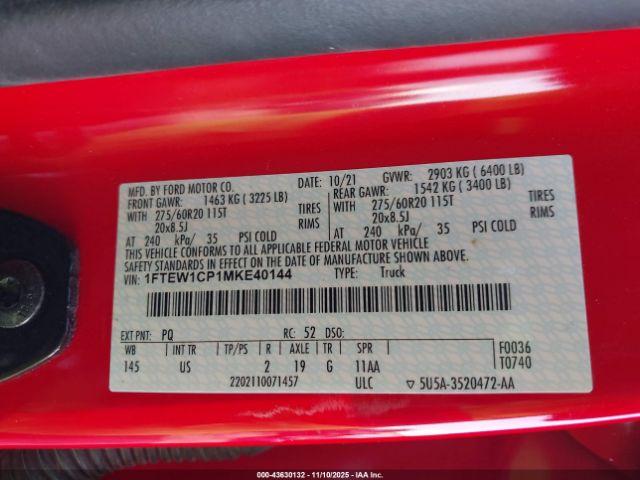 MFD. BY FORD MOTOR CO.
DATE: 10/21 GVWR: 2903 KG ( 6400 LB)
FRONT GAWR: 1463 KG ( 3225 LB) REAR GAWR: 1542 KG ( 3400 LB)
WITH 275/60R20 115T TIRES WITH 275/60R20 115T TIRES
20x8.5J RIMS 20x8.5J RIMS
AT 240 kPa/ 35 PSI COLD AT 240 kPa/ 35 PSI COLD
THIS VEHICLE CONFORMS TO ALL APPLICABLE FEDERAL MOTOR VEHICLE
SAFETY STANDARDS IN EFFECT ON THE DATE OF MANUFACTURE SHOWN ABOVE.
VIN: 1FTEW1CP1MKE40144 TYPE: Truck
EXT PNT: PQ RC: 52 DSO: F0036
WB INT TR TP/PS R AXLE TR SPR T0740
145 US 2 19 G 11AA
2202110071457 ULC 5U5A-3520472-AA
000-43630132 - 11/10/2025 - IAA Inc.